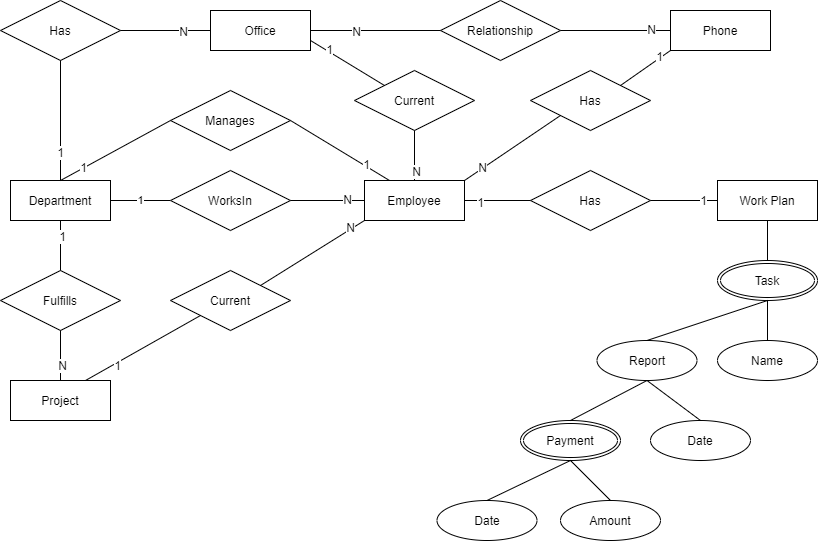 Has
N
Office
N
Relationship
N
Phone
1
1
Current
Has
Manages
1
1
1
N
N
Department
1
WorksIn
N
Employee
1
Has
1
Work Plan
1
N
Fulfills
Current
Task
N
1
Report
Name
Project
Payment
Date
Date
Amount